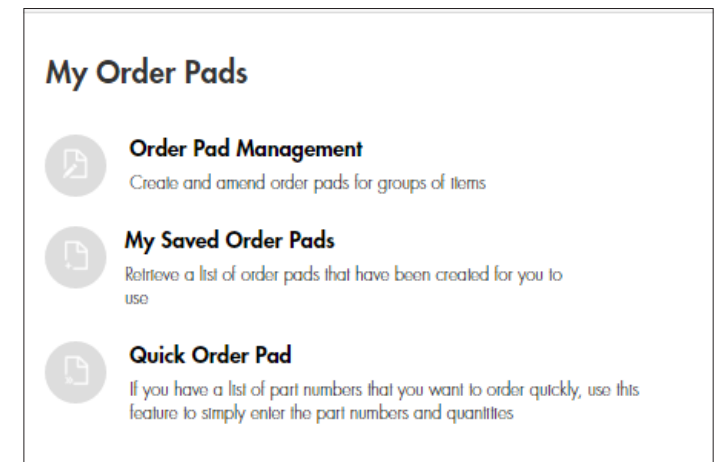 My Order Pads
Order Pad Management
Create and amend order pads for groups of items
My Saved Order Pads
Retrieve a list of order pads that have been created for you to
use
Quick Order Pad
If you have a list of part numbers that you want to order quickly, use this
feature to simply enter the part numbers and quantities